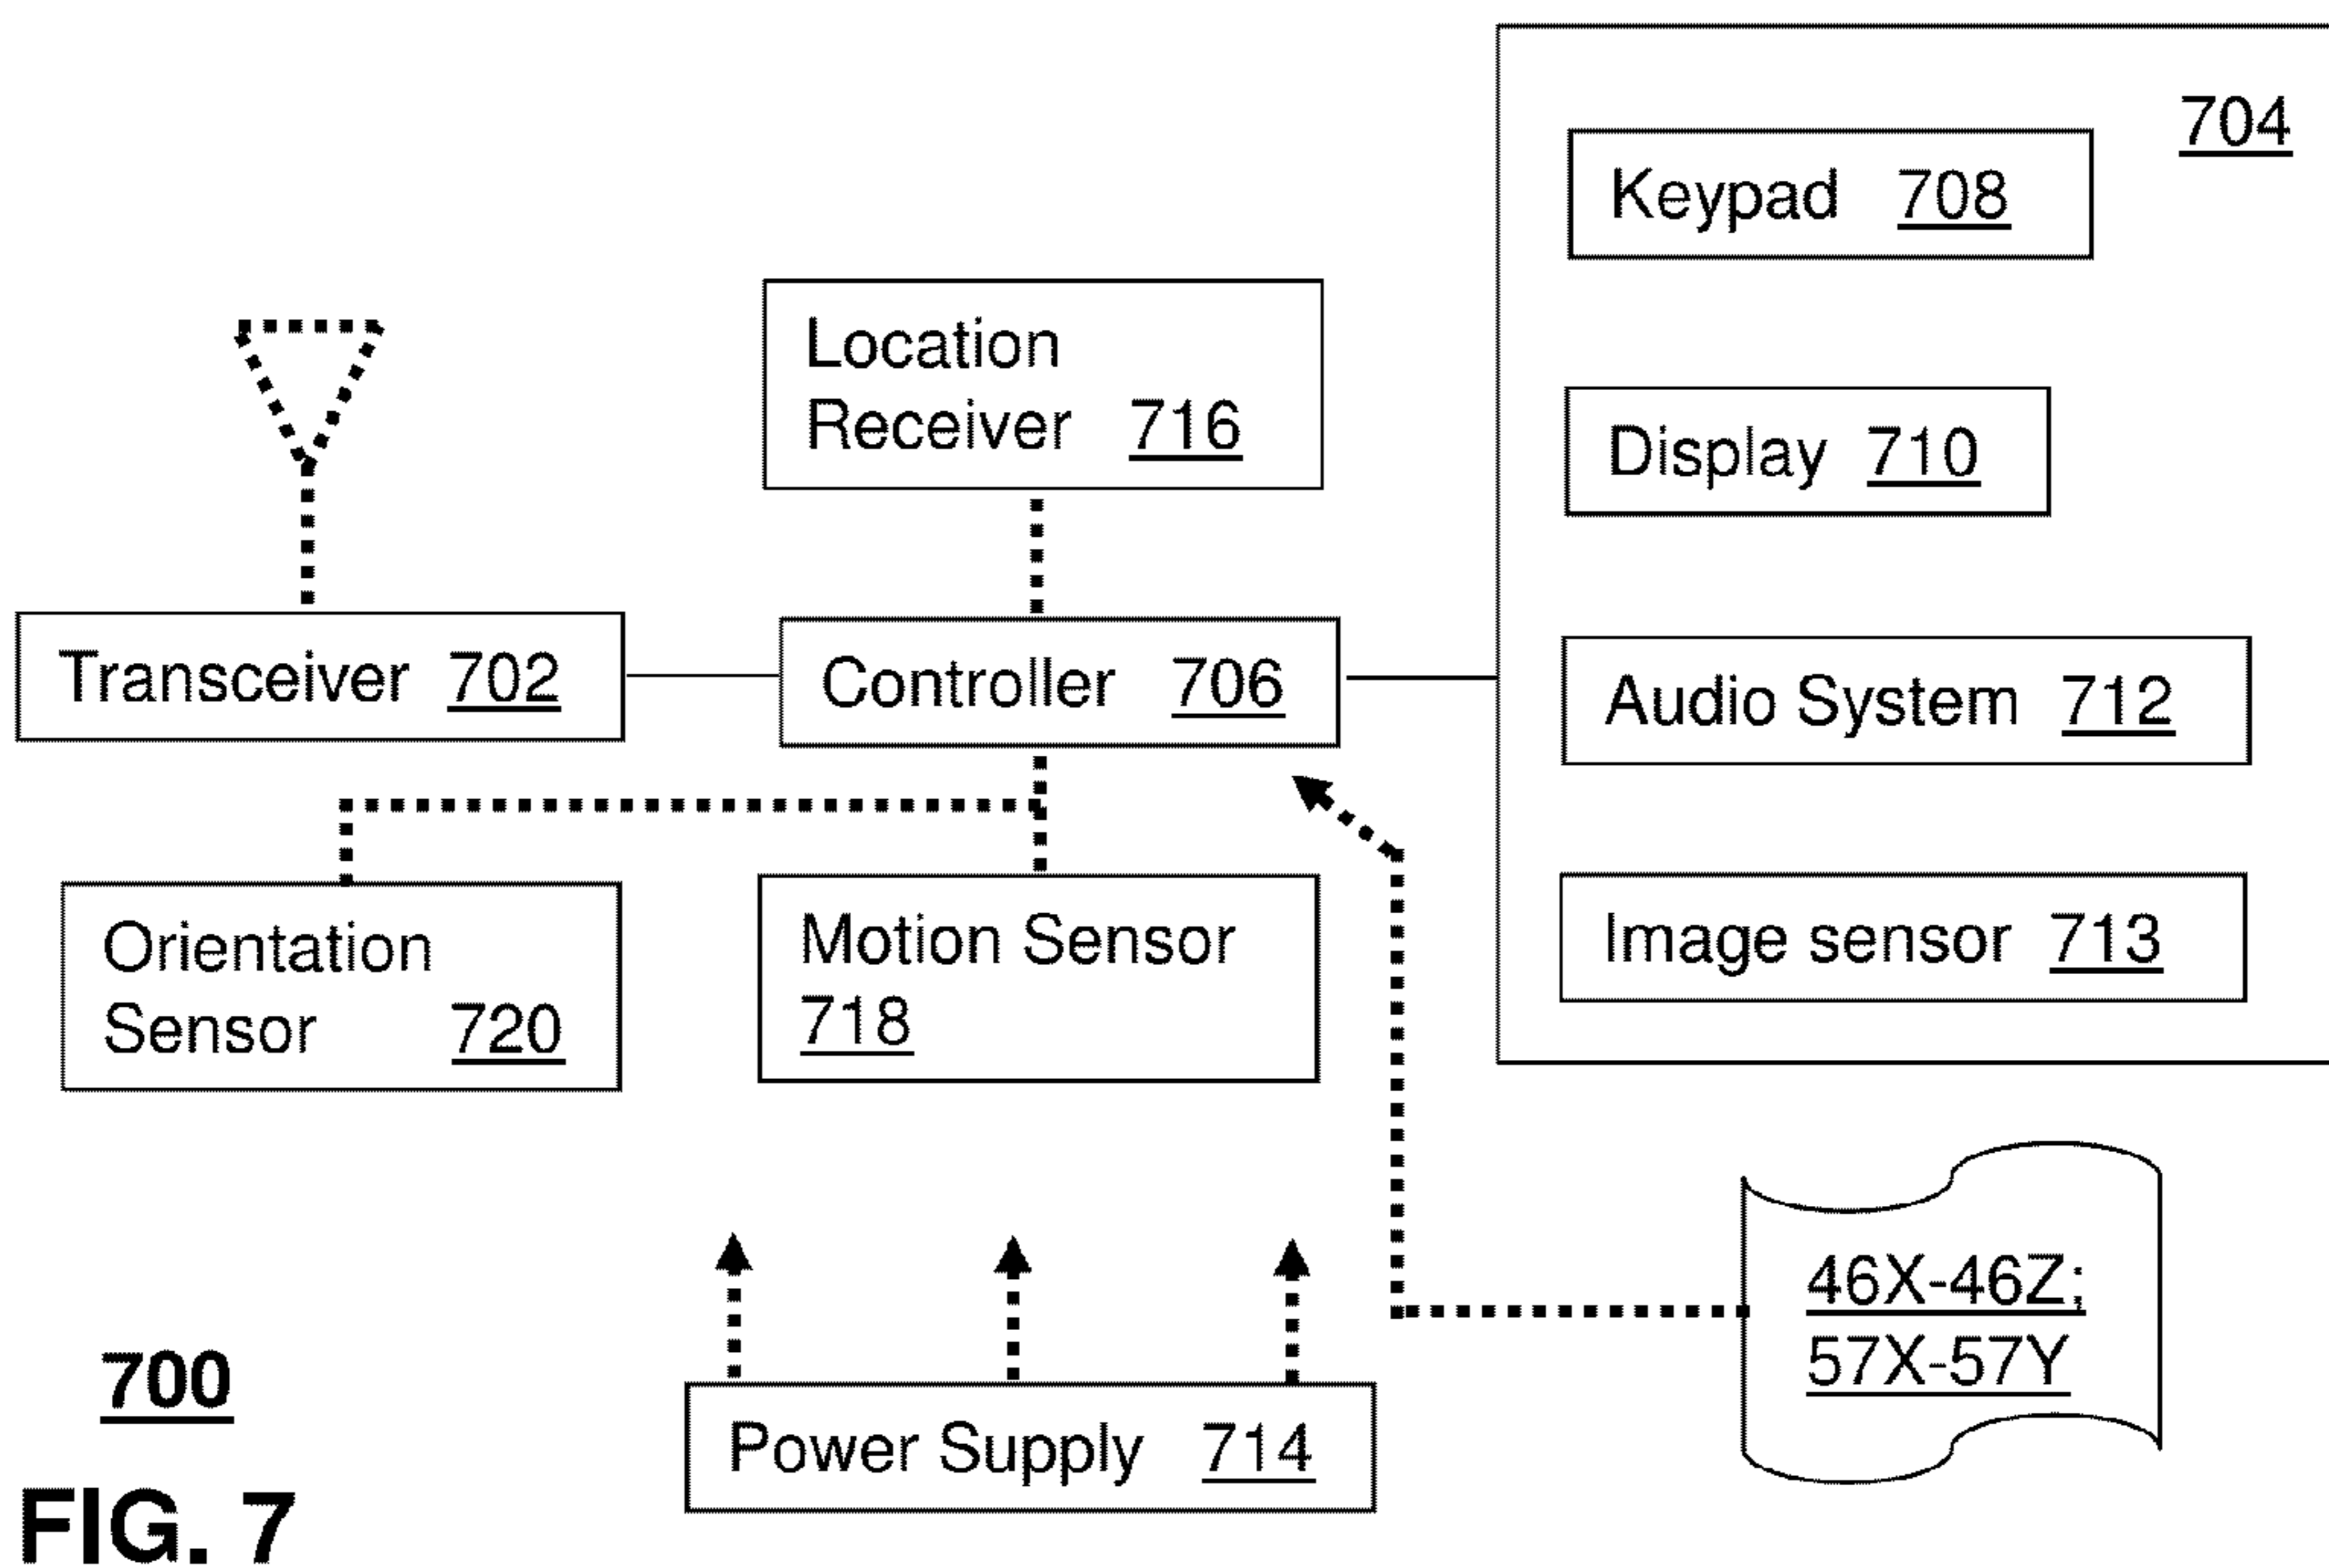 704
Keypad 708
Location
Receiver 716
Display 710
Transceiver 702
Controller 706
Audio System 712
Orientation
Sensor 720
Motion Sensor
718
Image sensor 713
46X-46Z;
57X-57Y
700
Power Supply 714
FIG. 7